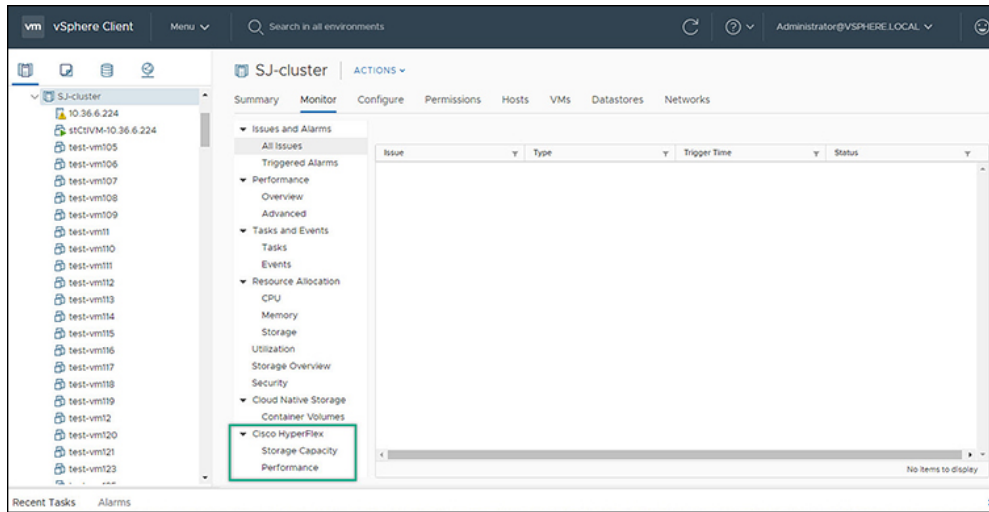 vm vSphere Client Menu Search in all environments Administrator@VSPHERE.LOCAL
SJ-cluster
10.36.6.224
stCtlVM-10.36.6.224
test-vm105
test-vm106
test-vm107
test-vm108
test-vm109
test-vm11
test-vm110
test-vm111
test-vm112
test-vm113
test-vm114
test-vm115
test-vm116
test-vm117
test-vm118
test-vm119
test-vm12
test-vm120
test-vm121
test-vm123
SJ-cluster ACTIONS
Summary Monitor Configure Permissions Hosts VMs Datastores Networks
Issues and Alarms
All Issues
Triggered Alarms
Performance
Overview
Advanced
Tasks and Events
Tasks
Events
Resource Allocation
CPU
Memory
Storage
Utilization
Storage Overview
Security
Cloud Native Storage
Container Volumes
Cisco HyperFlex
Storage Capacity
Performance
Issue Type Trigger Time Status
No items to display
Recent Tasks Alarms